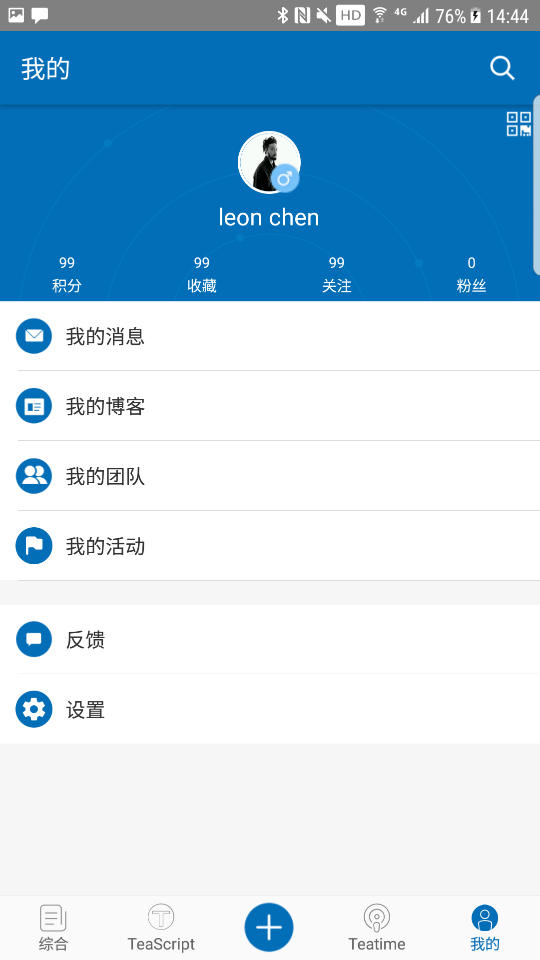 HD 4G 76% 14:44
我的
leon chen
99 99 99 0
积分 收藏 关注 粉丝
我的消息
我的博客
我的团队
我的活动
反馈
设置
综合 TeaScript Teatime 我的